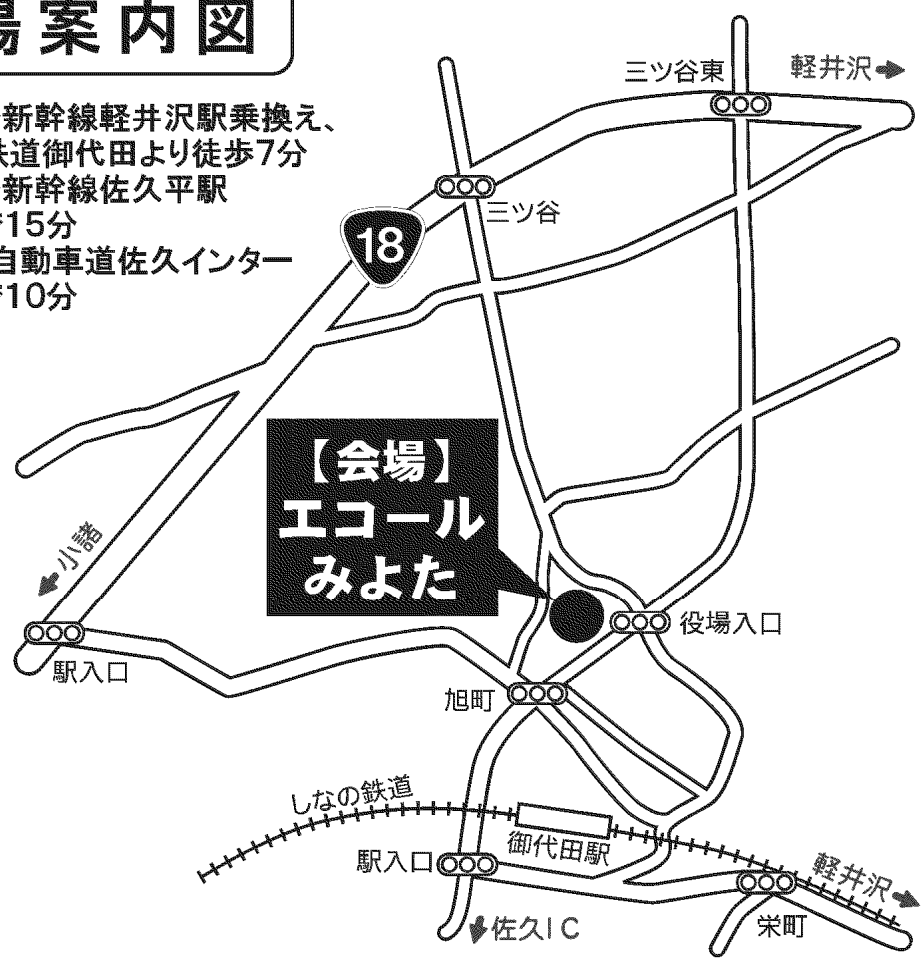 場案内図
新幹線軽井沢駅乗換え、
鉄道御代田より徒歩7分
新幹線佐久平駅
15分
自動車道佐久インター
10分
三ツ谷東
軽井沢
三ツ谷
18
【会場】
エコール
みよた
小諸
駅入口
役場入口
旭町
しなの鉄道
御代田駅
駅入口
軽井沢
佐久IC
栄町